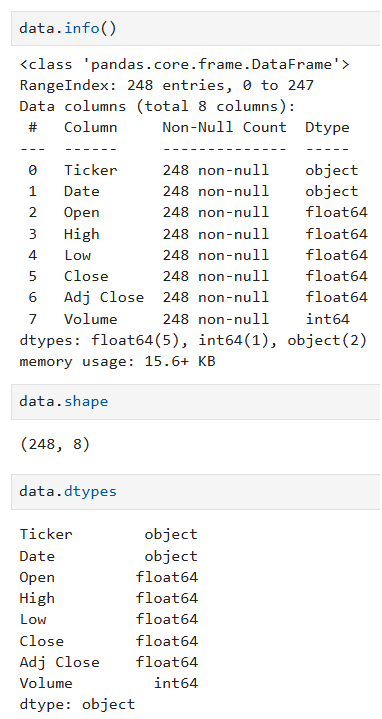 data.info()
<class 'pandas.core.frame.DataFrame'>
RangeIndex: 248 entries, 0 to 247
Data columns (total 8 columns):
 #   Column     Non-Null Count  Dtype
---  ------     --------------  -----
 0   Ticker     248 non-null    object
 1   Date       248 non-null    object
 2   Open       248 non-null    float64
 3   High       248 non-null    float64
 4   Low        248 non-null    float64
 5   Close      248 non-null    float64
 6   Adj Close  248 non-null    float64
 7   Volume     248 non-null    int64
dtypes: float64(5), int64(1), object(2)
memory usage: 15.6+ KB
data.shape
(248, 8)
data.dtypes
Ticker        object
Date          object
Open         float64
High         float64
Low          float64
Close        float64
Adj Close    float64
Volume         int64
dtype: object